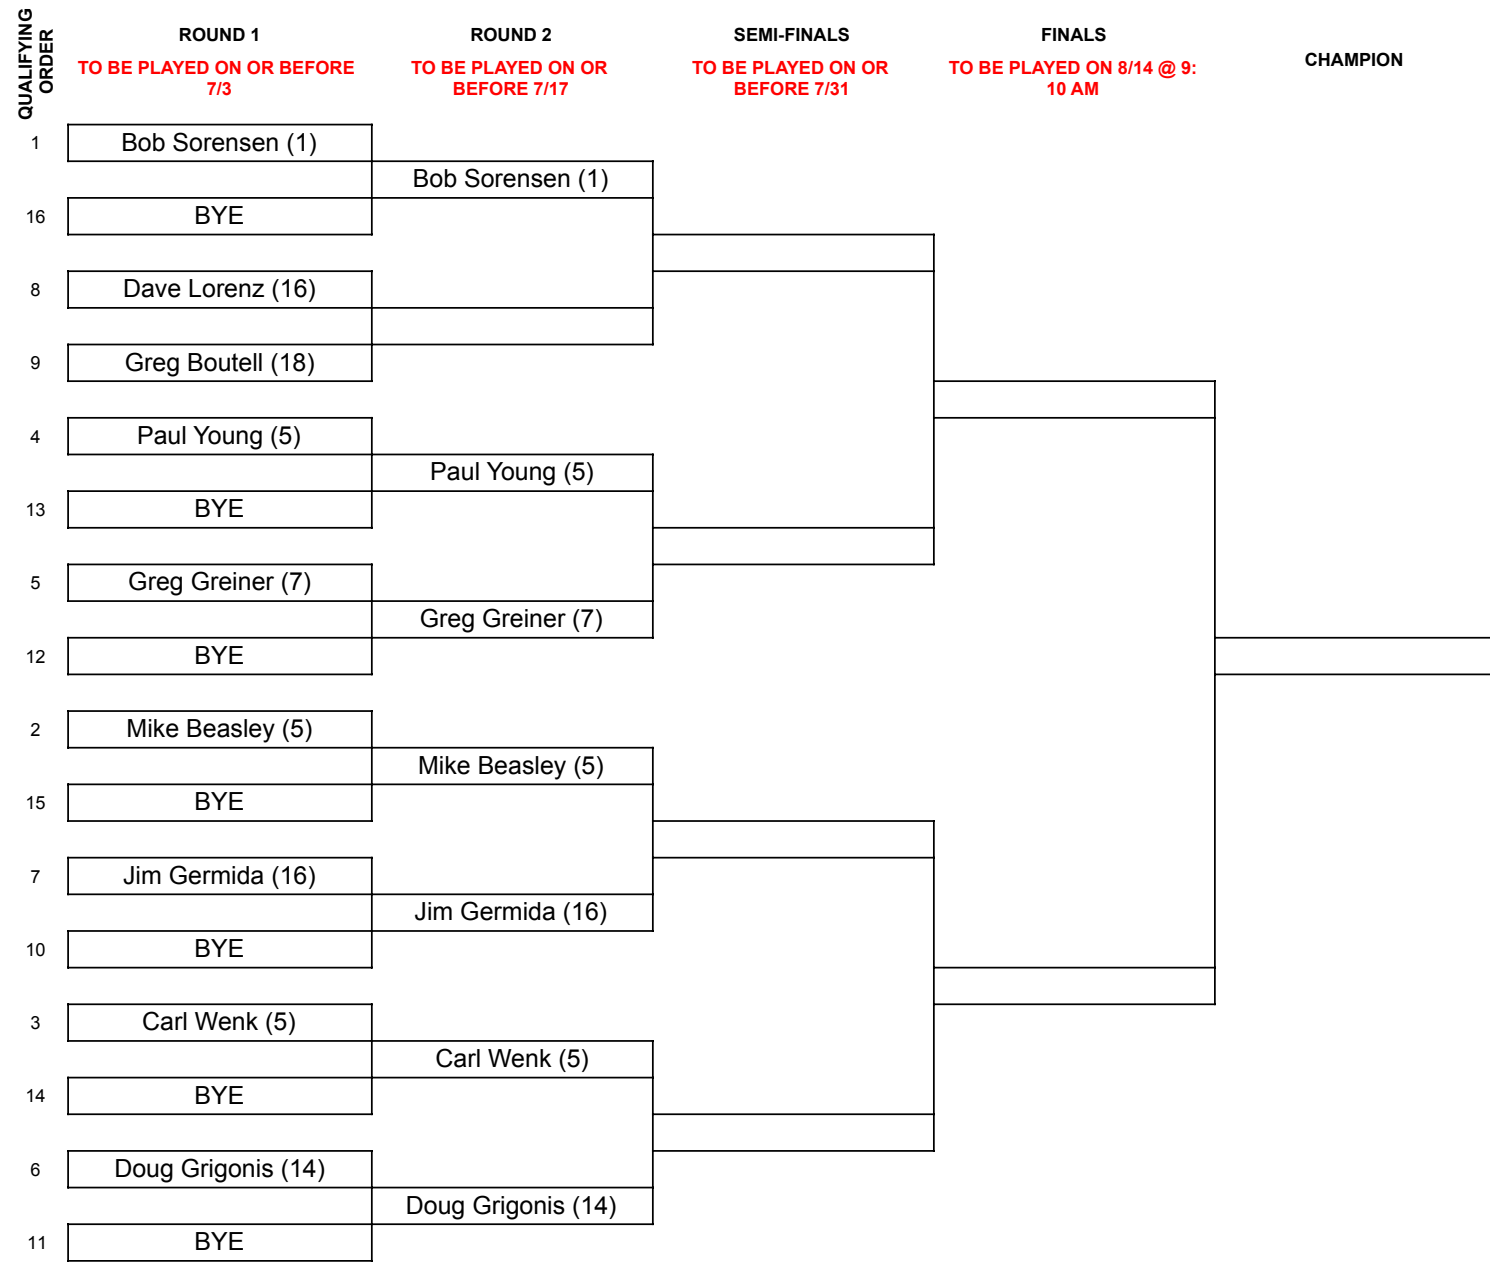 QUALIFYING
ORDER
ROUND 1
ROUND 2
SEMI-FINALS
FINALS
CHAMPION
TO BE PLAYED ON OR BEFORE
7/3
TO BE PLAYED ON OR
BEFORE 7/17
TO BE PLAYED ON OR
BEFORE 7/31
TO BE PLAYED ON 8/14 @ 9:
10 AM
1
Bob Sorensen (1)
Bob Sorensen (1)
16
BYE
8
Dave Lorenz (16)
9
Greg Boutell (18)
4
Paul Young (5)
Paul Young (5)
13
BYE
5
Greg Greiner (7)
Greg Greiner (7)
12
BYE
2
Mike Beasley (5)
Mike Beasley (5)
15
BYE
7
Jim Germida (16)
Jim Germida (16)
10
BYE
3
Carl Wenk (5)
Carl Wenk (5)
14
BYE
6
Doug Grigonis (14)
Doug Grigonis (14)
11
BYE